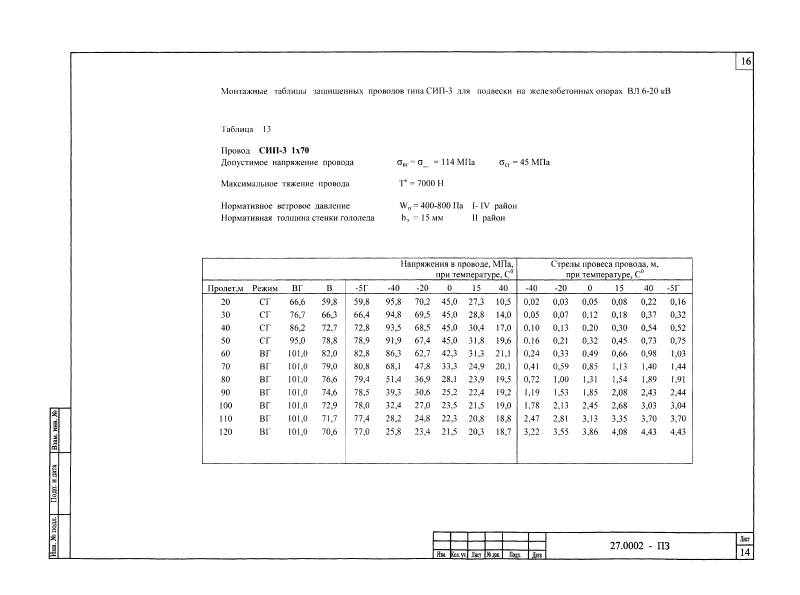 16
Монтажные таблицы защищенных проводов типа СИП-3 для подвески на железобетонных опорах ВЛ 6-20 кВ
Таблица 13
Провод СИП-3 1х70
Допустимое напряжение провода σвг = σ_ = 114 МПа σсг = 45 МПа
Максимальное тяжение провода Tн = 7000 Н
Нормативное ветровое давление Wo = 400-800 Па I- IV район
Нормативная толщина стенки гололеда bэ = 15 мм II район
Напряжения в проводе, МПа, Стрелы провеса провода, м,
при температуре, С0 при температуре, С0
Пролет,м Режим ВГ В -5Г -40 -20 0 15 40 -40 -20 0 15 40 -5Г
20 СГ 66,6 59,8 59,8 95,8 70,2 45,0 27,3 10,5 0,02 0,03 0,05 0,08 0,22 0,16
30 СГ 76,7 66,3 66,4 94,8 69,5 45,0 28,8 14,0 0,05 0,07 0,12 0,18 0,37 0,32
40 СГ 86,2 72,7 72,8 93,5 68,5 45,0 30,4 17,0 0,10 0,13 0,20 0,30 0,54 0,52
50 СГ 95,0 78,8 78,9 91,9 67,4 45,0 31,8 19,6 0,16 0,21 0,32 0,45 0,73 0,75
60 ВГ 101,0 82,0 82,8 86,3 62,7 42,3 31,3 21,1 0,24 0,33 0,49 0,66 0,98 1,03
70 ВГ 101,0 79,0 80,8 68,1 47,8 33,3 24,9 20,1 0,41 0,59 0,85 1,13 1,40 1,44
80 ВГ 101,0 76,6 79,4 51,4 36,9 28,1 23,9 19,5 0,72 1,00 1,31 1,54 1,89 1,91
90 ВГ 101,0 74,6 78,5 39,3 30,6 25,2 22,4 19,2 1,19 1,53 1,85 2,08 2,43 2,44
100 ВГ 101,0 72,9 78,0 32,4 27,0 23,5 21,5 19,0 1,78 2,13 2,45 2,68 3,03 3,04
110 ВГ 101,0 71,7 77,4 28,2 24,8 22,3 20,8 18,8 2,47 2,81 3,13 3,35 3,70 3,70
120 ВГ 101,0 70,6 77,0 25,8 23,4 21,5 20,3 18,7 3,22 3,55 3,86 4,08 4,43 4,43
Взам. инв. №
Подп. и дата
Инв. № подл.
Изм. Кол. уч. Лист № док. Подп. Дата
27.0002 - ПЗ
Лист
14